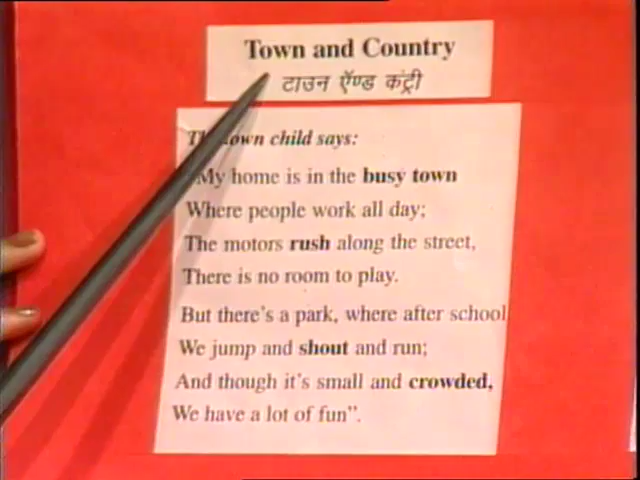 Town and Country
टाउन ऍण्ड कंट्री
The town child says:
"My home is in the busy town
Where people work all day;
The motors rush along the street,
There is no room to play.
But there's a park, where after school
We jump and shout and run;
And though it's small and crowded,
We have a lot of fun".